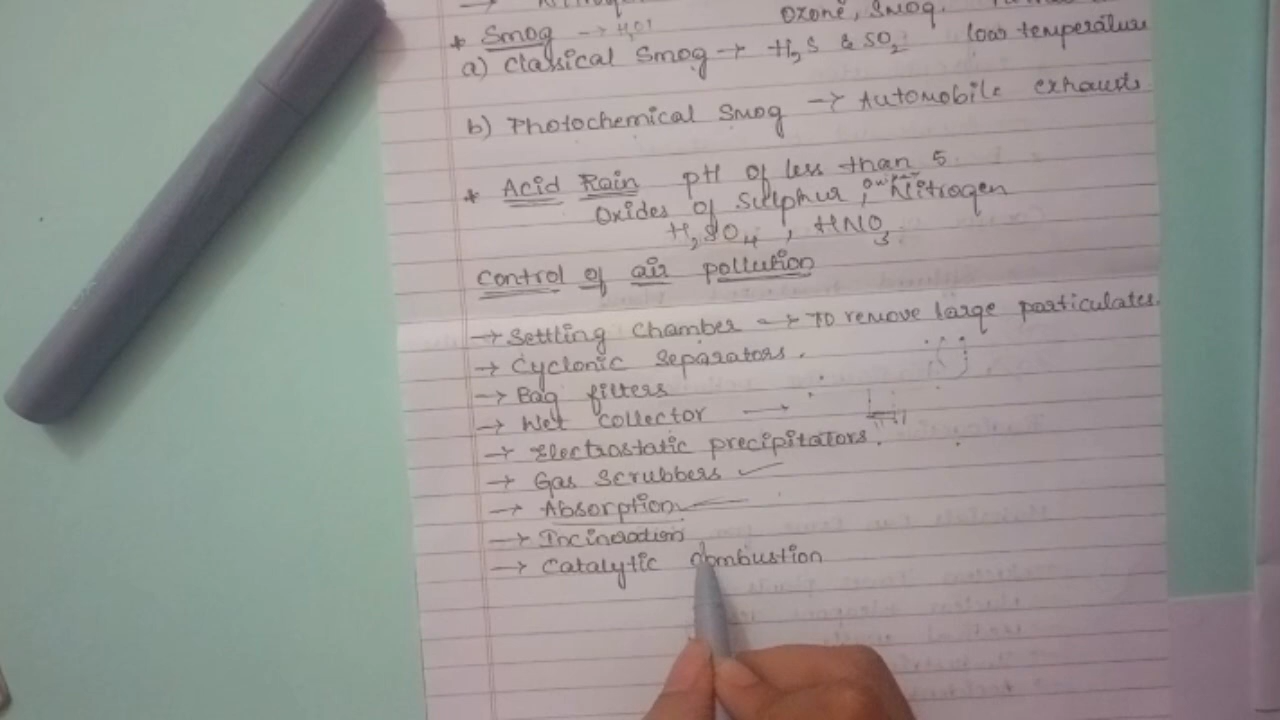 Ozone, Smog.
* Smog → H2O1
a) Classical Smog → H2S & SO2 low temperature
b) Photochemical Smog → Automobile exhausts
* Acid Rain pH of less than 5
Oxides of Sulphur, Nitrogen
H2SO4, HNO3
Control of air pollution
→ Settling Chamber → To remove large particulates.
→ Cyclonic Separators.
→ Bag filters
→ Wet collector →
→ Electrostatic precipitators.
→ Gas Scrubbers ✓
→ Absorption
→ Incineration
→ Catalytic combustion